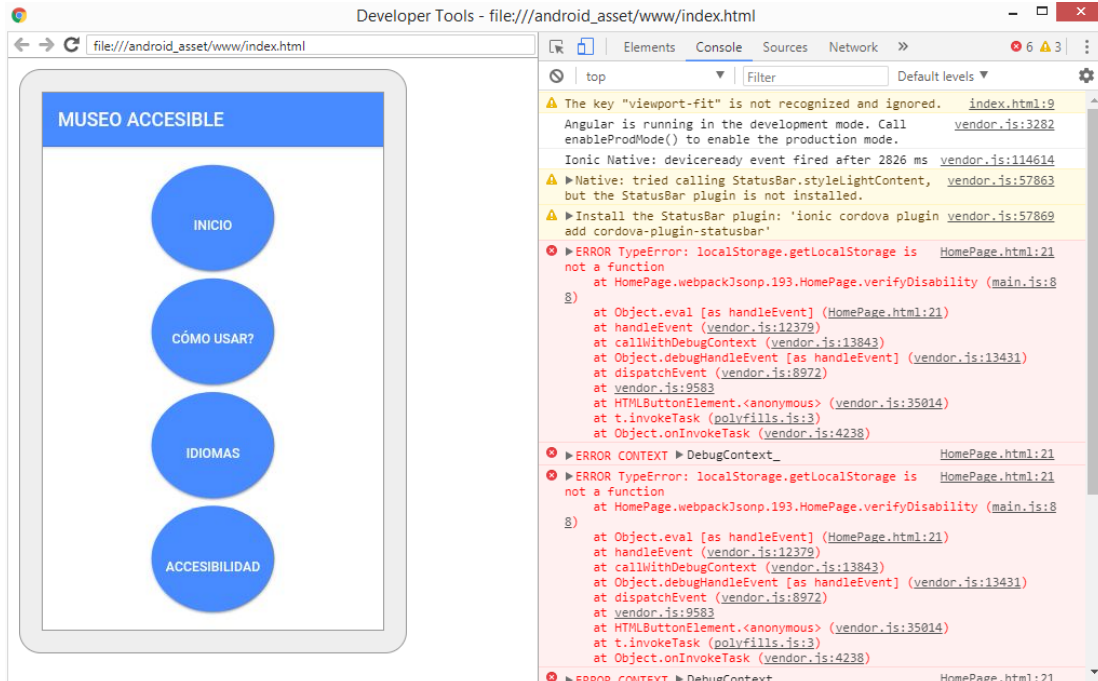 Developer Tools - file:///android_asset/www/index.html
file:///android_asset/www/index.html
MUSEO ACCESIBLE
INICIO
CÓMO USAR?
IDIOMAS
ACCESIBILIDAD
Elements Console Sources Network » 6 3
top Filter Default levels
The key "viewport-fit" is not recognized and ignored. index.html:9
Angular is running in the development mode. Call vendor.js:3282
enableProdMode() to enable the production mode.
Ionic Native: deviceready event fired after 2826 ms vendor.js:114614
Native: tried calling StatusBar.styleLightContent, vendor.js:57863
but the StatusBar plugin is not installed.
Install the StatusBar plugin: 'ionic cordova plugin vendor.js:57869
add cordova-plugin-statusbar'
ERROR TypeError: localStorage.getLocalStorage is HomePage.html:21
not a function
at HomePage.webpackJsonp.193.HomePage.verifyDisability (main.js:8
8)
at Object.eval [as handleEvent] (HomePage.html:21)
at handleEvent (vendor.js:12379)
at callWithDebugContext (vendor.js:13843)
at Object.debugHandleEvent [as handleEvent] (vendor.js:13431)
at dispatchEvent (vendor.js:8972)
at vendor.js:9583
at HTMLButtonElement.<anonymous> (vendor.js:35014)
at t.invokeTask (polyfills.js:3)
at Object.onInvokeTask (vendor.js:4238)
ERROR CONTEXT DebugContext_ HomePage.html:21
ERROR TypeError: localStorage.getLocalStorage is HomePage.html:21
not a function
at HomePage.webpackJsonp.193.HomePage.verifyDisability (main.js:8
8)
at Object.eval [as handleEvent] (HomePage.html:21)
at handleEvent (vendor.js:12379)
at callWithDebugContext (vendor.js:13843)
at Object.debugHandleEvent [as handleEvent] (vendor.js:13431)
at dispatchEvent (vendor.js:8972)
at vendor.js:9583
at HTMLButtonElement.<anonymous> (vendor.js:35014)
at t.invokeTask (polyfills.js:3)
at Object.onInvokeTask (vendor.js:4238)
ERROR CONTEXT DebugContext HomePage.html:21